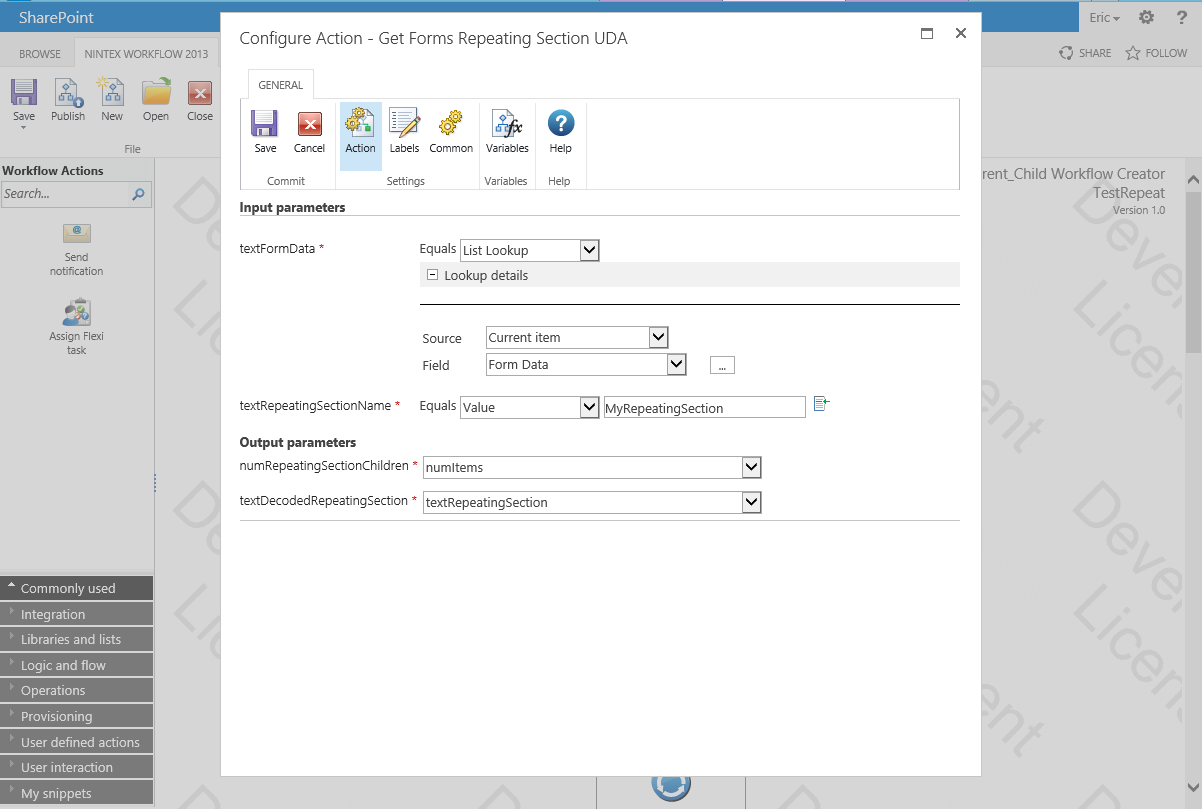 SharePoint
Eric
?
BROWSE
NINTEX WORKFLOW 2013
SHARE
FOLLOW
Save
Publish
New
Open
Close
File
Workflow Actions
Search...
Send notification
Assign Flexi task
Commonly used
Integration
Libraries and lists
Logic and flow
Operations
Provisioning
User defined actions
User interaction
My snippets
Configure Action - Get Forms Repeating Section UDA
GENERAL
Save
Cancel
Action
Labels
Common
Variables
Help
Commit
Settings
Variables
Help
Input parameters
textFormData *
Equals
List Lookup
Lookup details
Source
Current item
Field
Form Data
...
textRepeatingSectionName *
Equals
Value
MyRepeatingSection
Output parameters
numRepeatingSectionChildren *
numItems
textDecodedRepeatingSection *
textRepeatingSection
rent_Child Workflow Creator
TestRepeat
Version 1.0